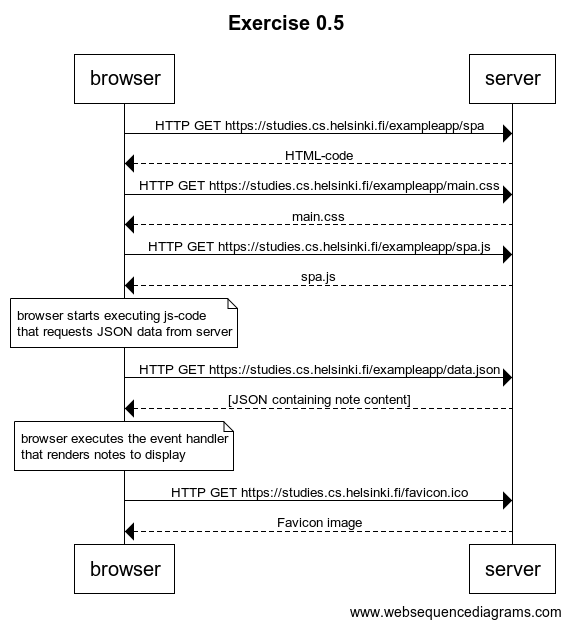 Exercise 0.5
browser
server
HTTP GET https://studies.cs.helsinki.fi/exampleapp/spa
HTML-code
HTTP GET https://studies.cs.helsinki.fi/exampleapp/main.css
main.css
HTTP GET https://studies.cs.helsinki.fi/exampleapp/spa.js
spa.js
browser starts executing js-code
that requests JSON data from server
HTTP GET https://studies.cs.helsinki.fi/exampleapp/data.json
[JSON containing note content]
browser executes the event handler
that renders notes to display
HTTP GET https://studies.cs.helsinki.fi/favicon.ico
Favicon image
browser
server
www.websequencediagrams.com